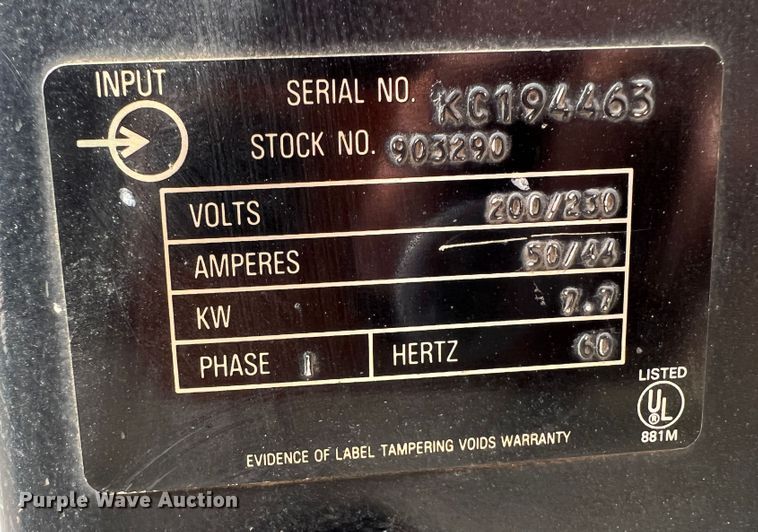 INPUT
SERIAL NO. KC194463
STOCK NO. 903290
VOLTS 200/230
AMPERES 50/44
KW 7.7
PHASE 1 HERTZ 60
LISTED
UL
®
881M
EVIDENCE OF LABEL TAMPERING VOIDS WARRANTY
Purple Wave Auction